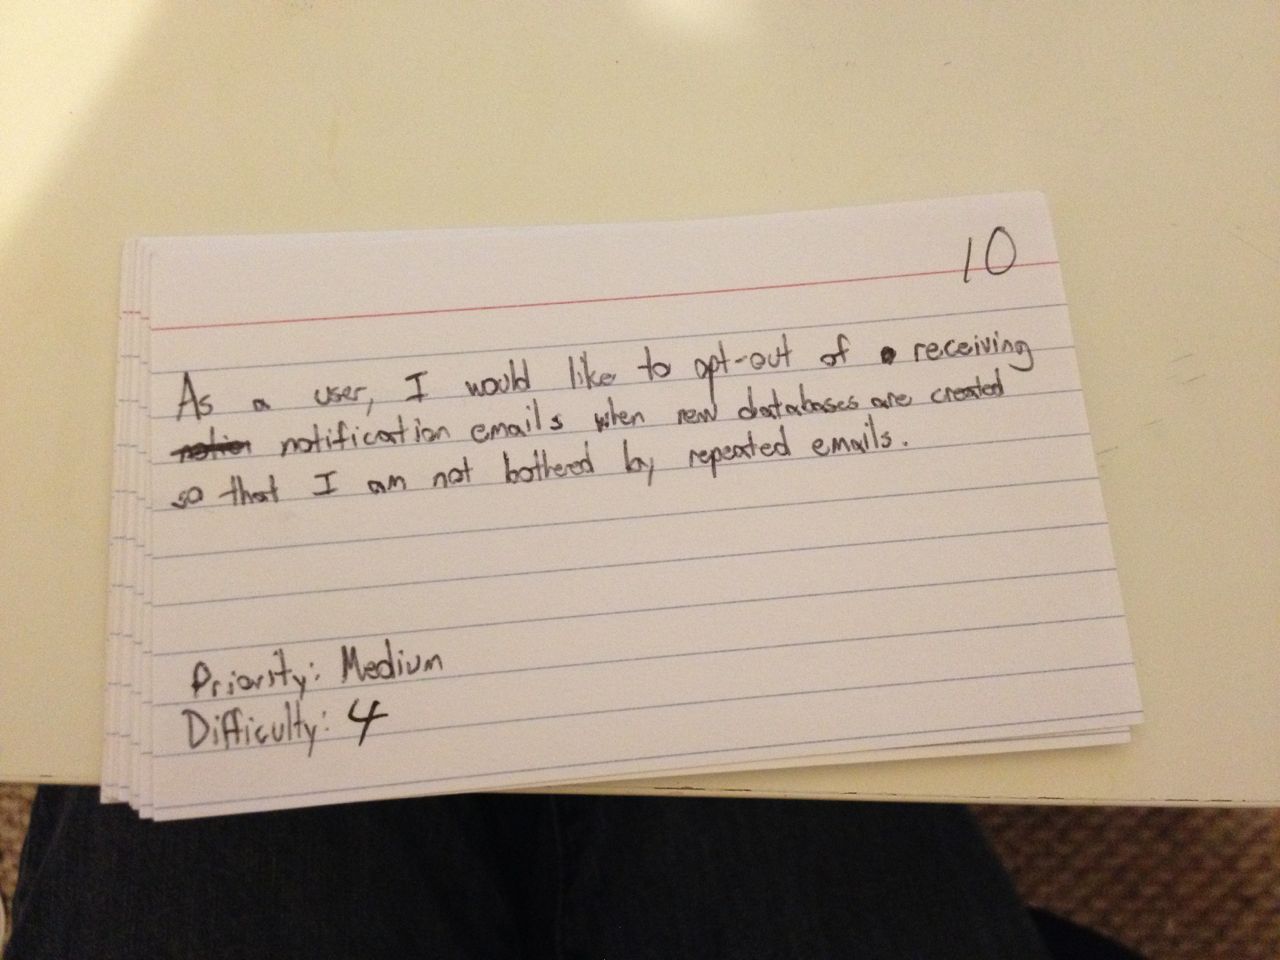 10
As a user, I would like to opt-out of receiving
notification emails when new databases are created
so that I am not bothered by repeated emails.
Priority: Medium
Difficulty: 4